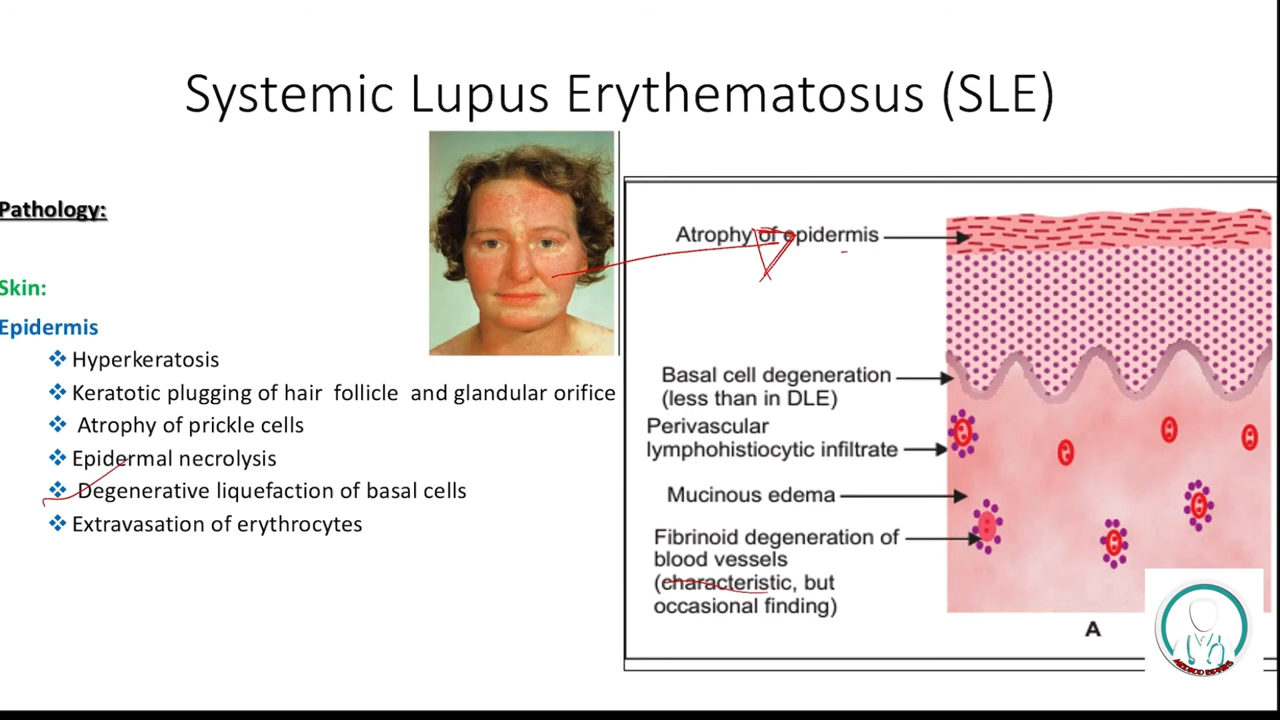 Systemic Lupus Erythematosus (SLE)
Pathology:
Skin:
Epidermis
Hyperkeratosis
Keratotic plugging of hair follicle and glandular orifice
Atrophy of prickle cells
Epidermal necrolysis
Degenerative liquefaction of basal cells
Extravasation of erythrocytes
Atrophy of epidermis
Basal cell degeneration
(less than in DLE)
Perivascular
lymphohistiocytic infiltrate
Mucinous edema
Fibrinoid degeneration of
blood vessels
(characteristic, but
occasional finding)
A